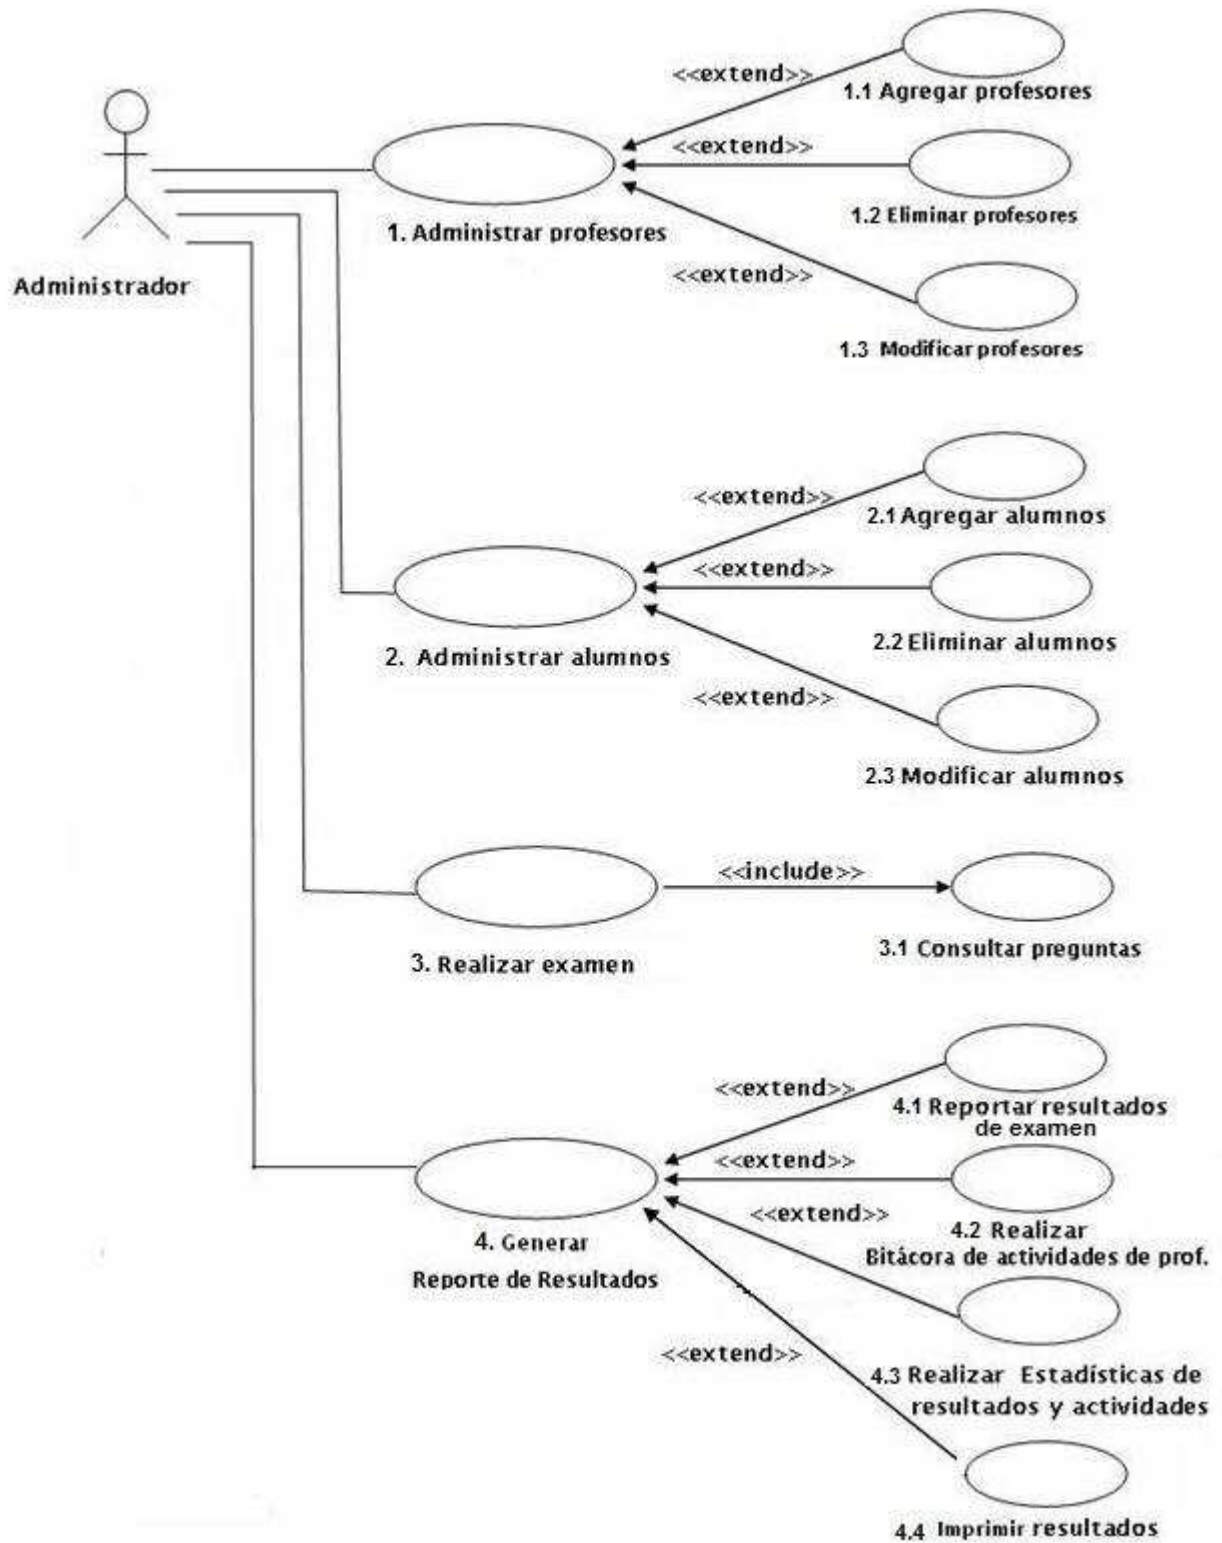 <<extend>>
1.1 Agregar profesores
<<extend>>
1.2 Eliminar profesores
1. Administrar profesores
<<extend>>
Administrador
1.3 Modificar profesores
<<extend>>
2.1 Agregar alumnos
<<extend>>
2.2 Eliminar alumnos
2. Administrar alumnos
<<extend>>
2.3 Modificar alumnos
<<include>>
3. Realizar examen
3.1 Consultar preguntas
<<extend>>
4.1 Reportar resultados
de examen
<<extend>>
<<extend>>
4.2 Realizar
Bitácora de actividades de prof.
4. Generar
Reporte de Resultados
<<extend>>
4.3 Realizar Estadísticas de
resultados y actividades
4.4 Imprimir resultados